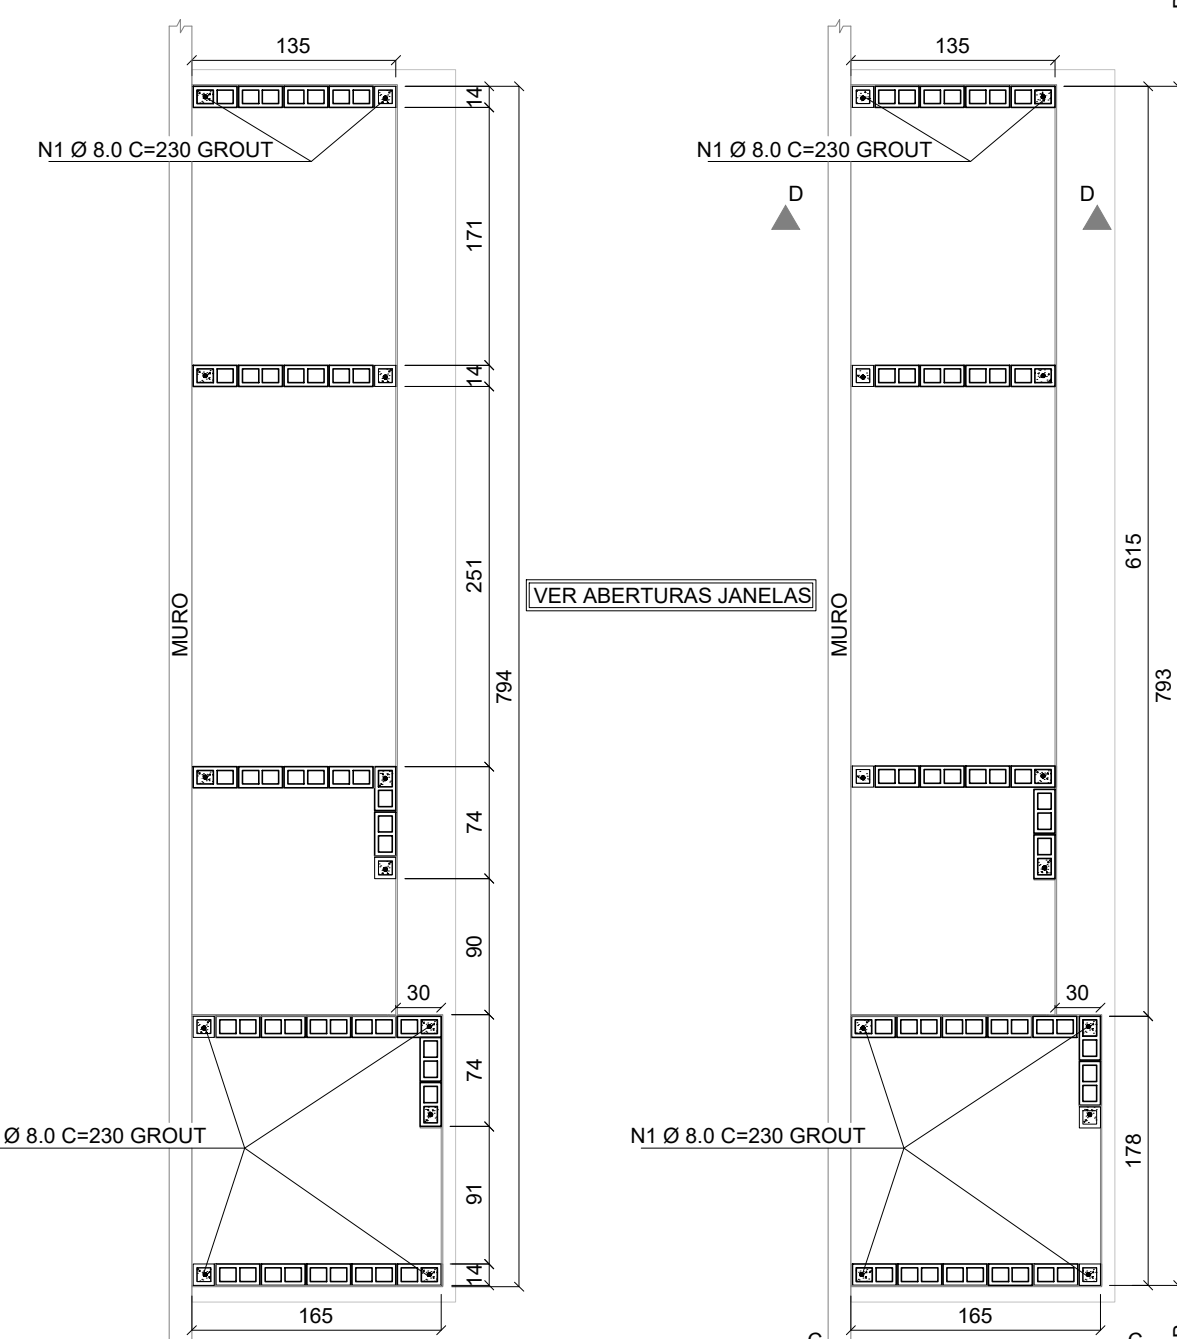 135
14
N1 Ø 8.0 C=230 GROUT
171
14
251
MURO
794
74
90
30
74
Ø 8.0 C=230 GROUT
91
14
165
VER ABERTURAS JANELAS
135
N1 Ø 8.0 C=230 GROUT
D
D
615
MURO
793
30
N1 Ø 8.0 C=230 GROUT
178
165